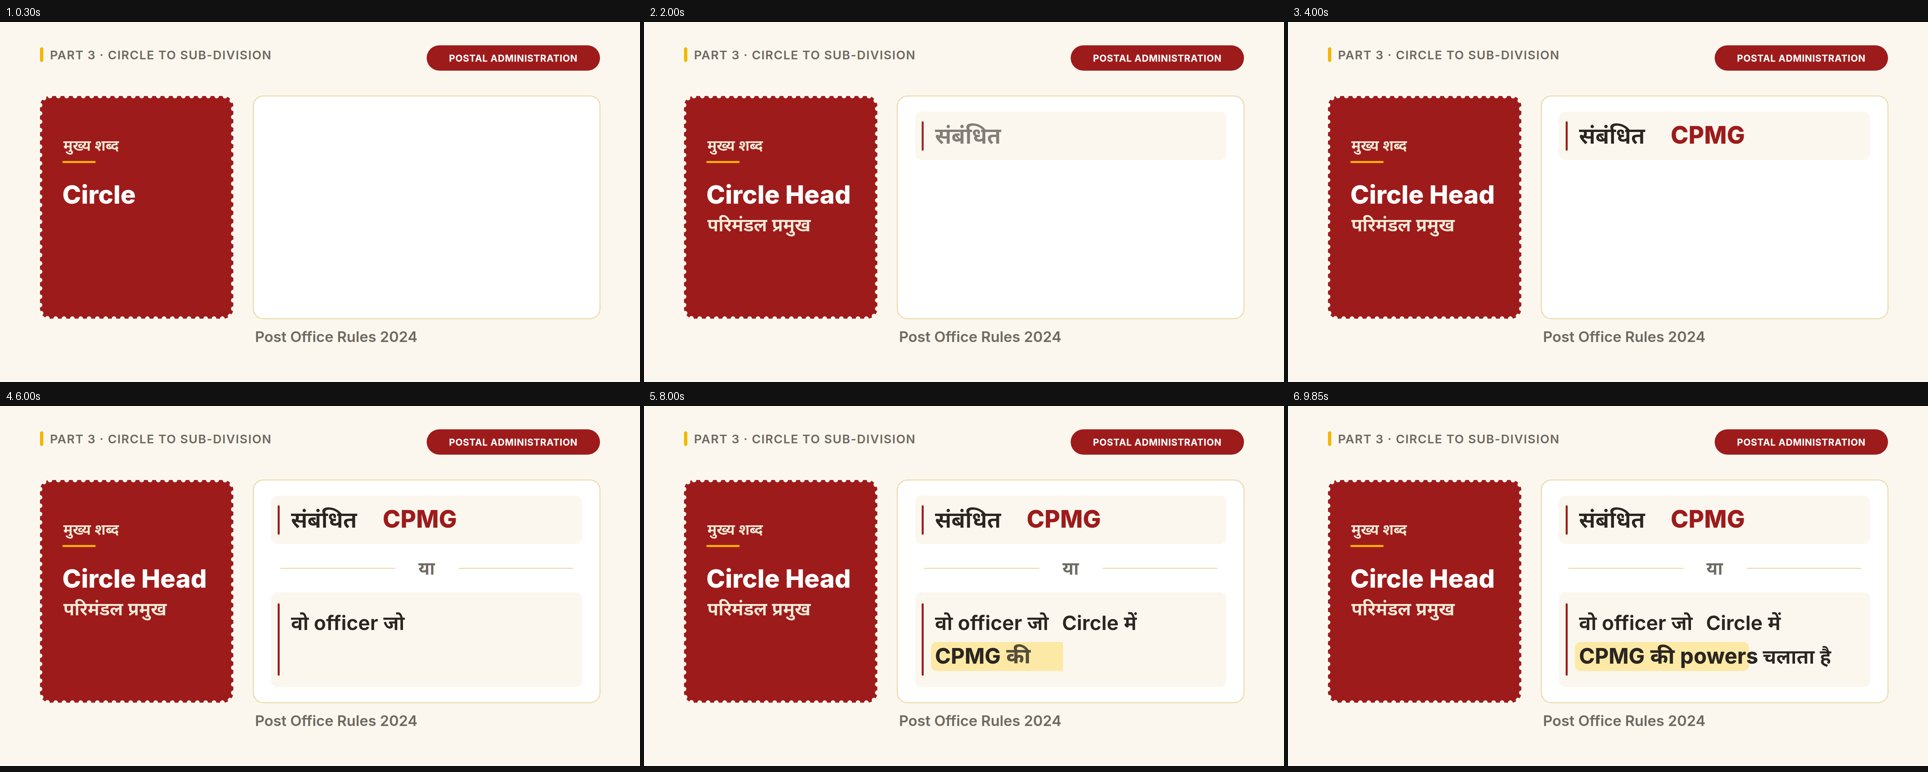 1. 0.30s
PART 3 · CIRCLE TO SUB-DIVISION
POSTAL ADMINISTRATION
मुख्य शब्द
Circle
Post Office Rules 2024
2. 2.00s
PART 3 · CIRCLE TO SUB-DIVISION
POSTAL ADMINISTRATION
मुख्य शब्द
Circle Head
परिमंडल प्रमुख
संबंधित
Post Office Rules 2024
3. 4.00s
PART 3 · CIRCLE TO SUB-DIVISION
POSTAL ADMINISTRATION
मुख्य शब्द
Circle Head
परिमंडल प्रमुख
संबंधित CPMG
Post Office Rules 2024
4. 6.00s
PART 3 · CIRCLE TO SUB-DIVISION
POSTAL ADMINISTRATION
मुख्य शब्द
Circle Head
परिमंडल प्रमुख
संबंधित CPMG
या
वो officer जो
Post Office Rules 2024
5. 8.00s
PART 3 · CIRCLE TO SUB-DIVISION
POSTAL ADMINISTRATION
मुख्य शब्द
Circle Head
परिमंडल प्रमुख
संबंधित CPMG
या
वो officer जो Circle में
CPMG की
Post Office Rules 2024
6. 9.85s
PART 3 · CIRCLE TO SUB-DIVISION
POSTAL ADMINISTRATION
मुख्य शब्द
Circle Head
परिमंडल प्रमुख
संबंधित CPMG
या
वो officer जो Circle में
CPMG की powers चलाता है
Post Office Rules 2024